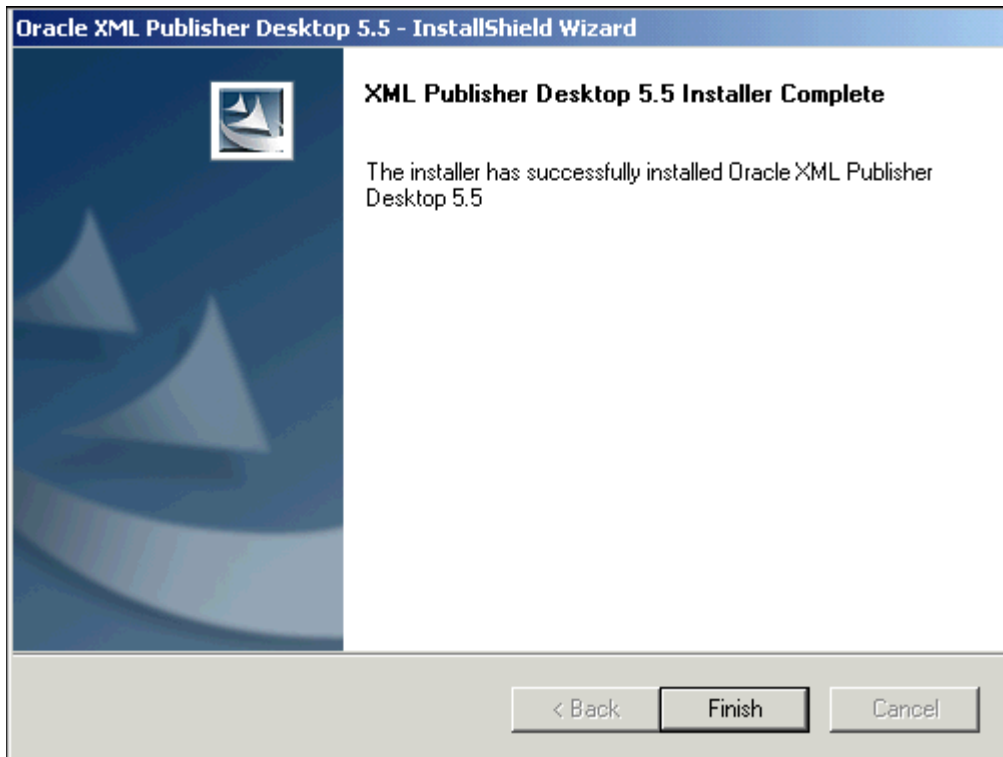 Oracle XML Publisher Desktop 5.5 - InstallShield Wizard
XML Publisher Desktop 5.5 Installer Complete
The installer has successfully installed Oracle XML Publisher
Desktop 5.5
< Back
Finish
Cancel